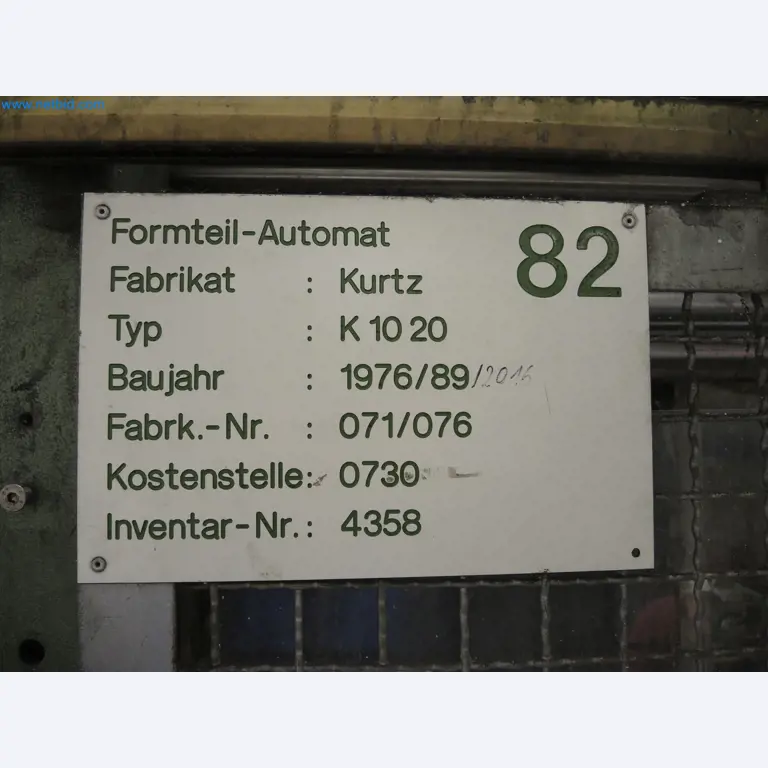 www.netbid.com
Formteil-Automat 82
Fabrikat : Kurtz
Typ : K 10 20
Baujahr : 1976/89/2016
Fabrk.-Nr. : 071/076
Kostenstelle: 0730
Inventar-Nr.: 4358